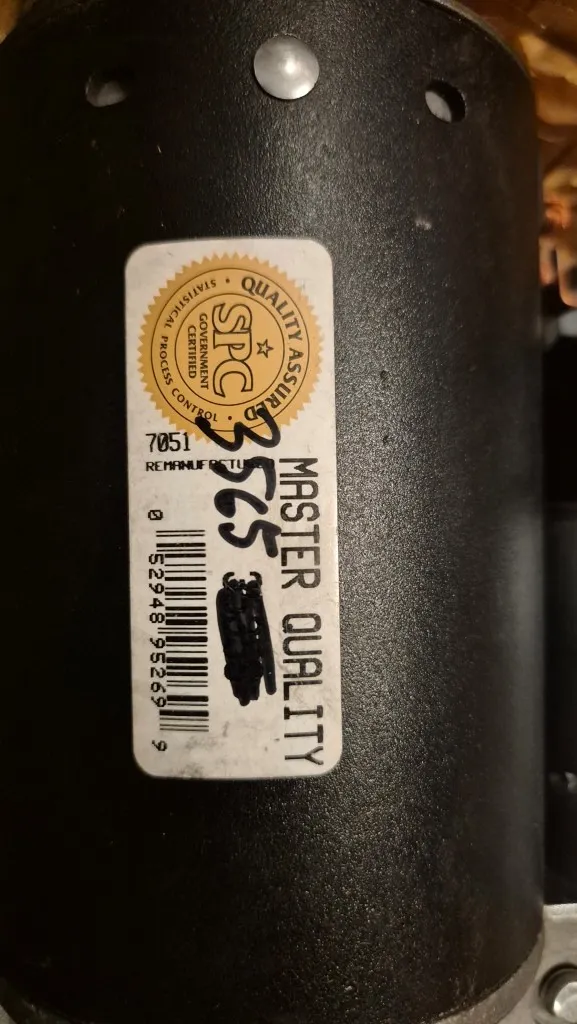 QUALITY ASSURED
STATISTICAL PROCESS CONTROL
SPC
GOVERNMENT
CERTIFIED
7051
REMANUFACTURED
MASTER QUALITY
3565
0 52948 95269 9